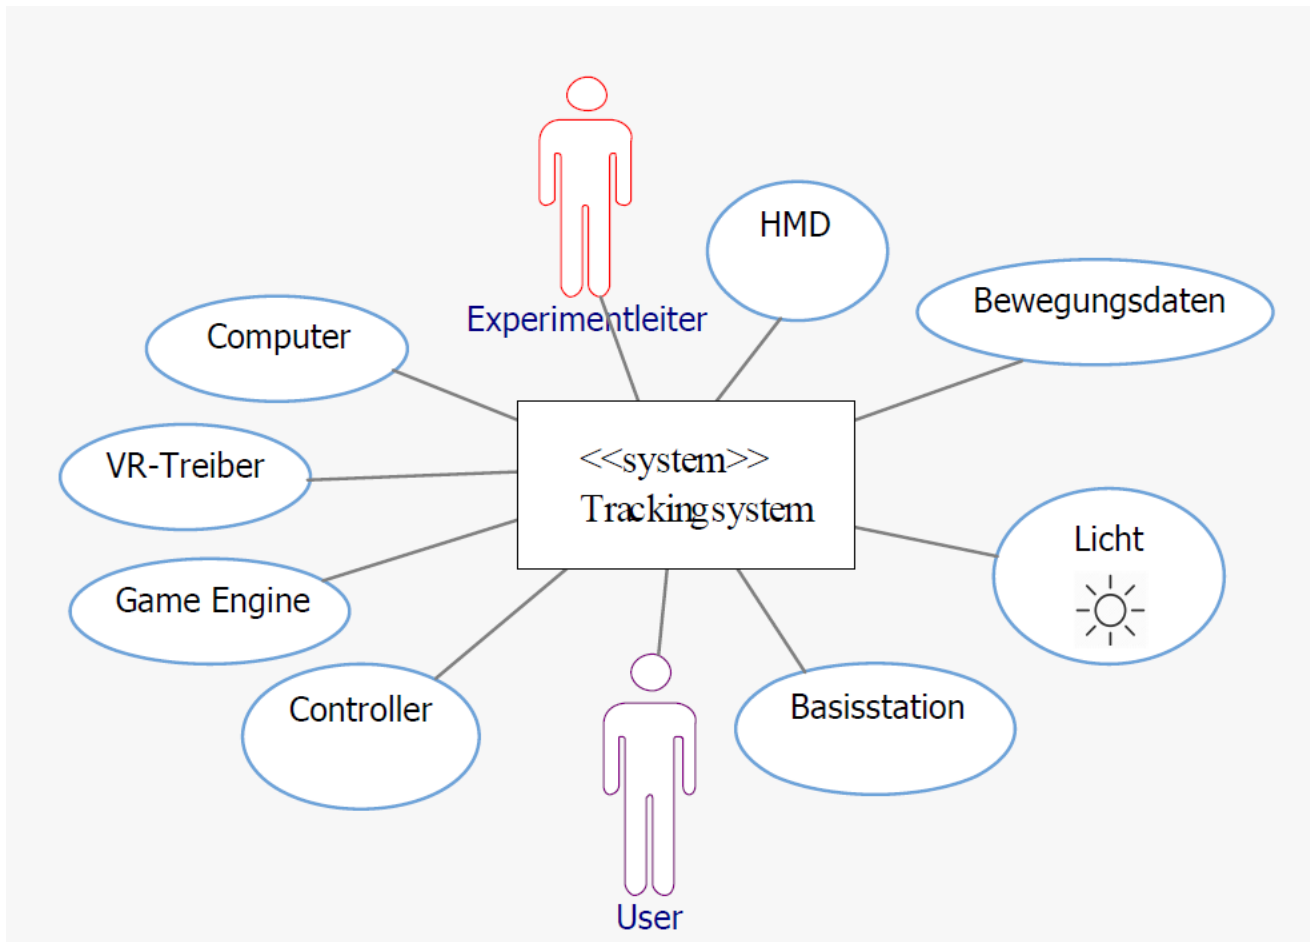 HMD
Bewegungsdaten
Experimentleiter
Computer
<<system>>
Trackingsystem
VR-Treiber
Licht
Game Engine
Controller
Basisstation
User